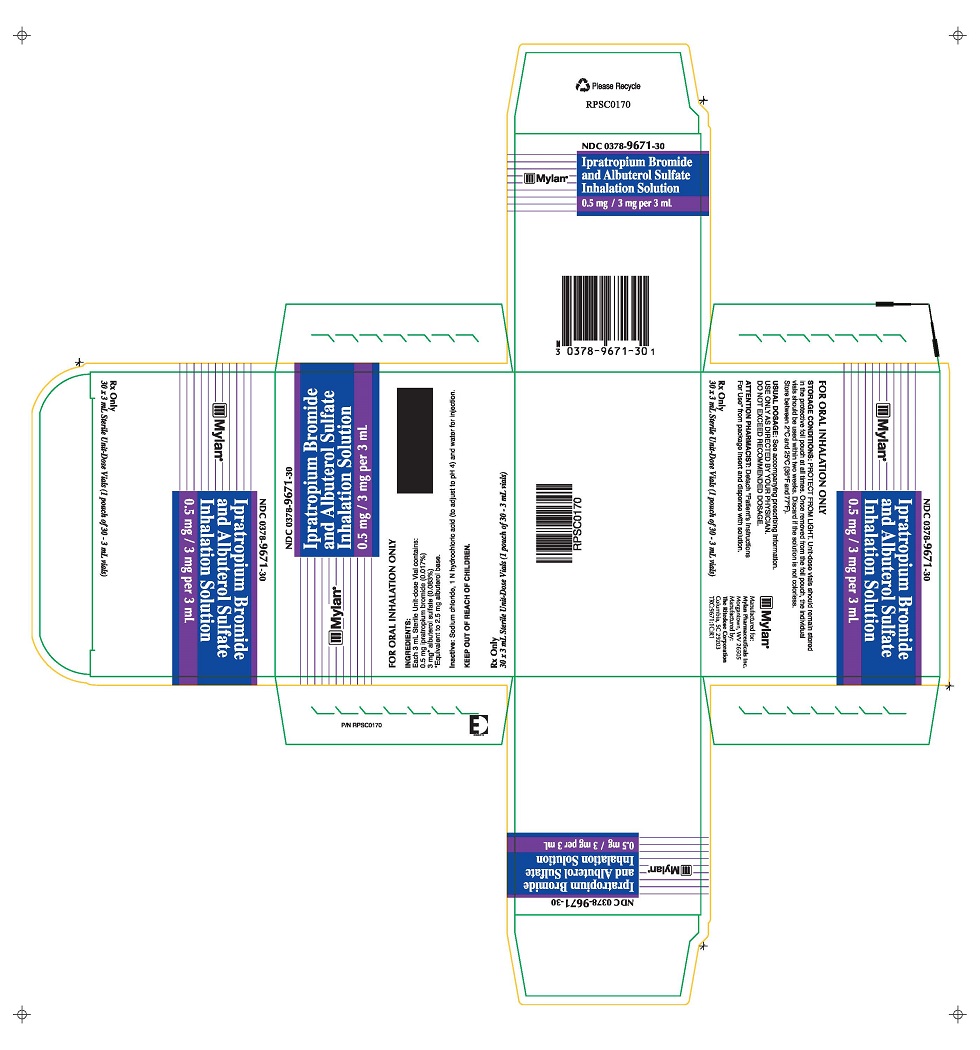 Please Recycle
RPSC0170
NDC 0378-9671-30
Mylan®
Ipratropium Bromide
and Albuterol Sulfate
Inhalation Solution
0.5 mg / 3 mg per 3 mL
N
3
0378-9671-30
1
Rx Only
30 x 3 mL Sterile Unit-Dose Vials (1 pouch of 30 - 3 mL vials)
Mylan®
NDC 0378-9671-30
Ipratropium Bromide
and Albuterol Sulfate
Inhalation Solution
0.5 mg / 3 mg per 3 mL
NDC 0378-9671-30
Ipratropium Bromide
and Albuterol Sulfate
Inhalation Solution
0.5 mg / 3 mg per 3 mL
Mylan®
FOR ORAL INHALATION ONLY
INGREDIENTS:
Each 3 mL Sterile Unit-dose Vial contains:
0.5 mg ipratropium bromide (0.017%)
3 mg* albuterol sulfate (0.083%)
*Equivalent to 2.5 mg albuterol base.
Inactive: Sodium chloride, 1 N hydrochloric acid (to adjust to pH 4) and water for injection.
KEEP OUT OF REACH OF CHILDREN.
Rx Only
30 x 3 mL Sterile Unit-Dose Vials (1 pouch of 30 - 3 mL vials)
P/N RPSC0170
RPSC0170
FOR ORAL INHALATION ONLY
STORAGE CONDITIONS: PROTECT FROM LIGHT. Unit-dose vials should remain stored
in the protective foil pouch at all times. Once removed from the foil pouch, the individual
vials should be used within two weeks. Discard if the solution is not colorless.
Store between 2°C and 25°C (36°F and 77°F).
USUAL DOSAGE: See accompanying prescribing information.
USE ONLY AS DIRECTED BY YOUR PHYSICIAN.
DO NOT EXCEED RECOMMENDED DOSAGE.
ATTENTION PHARMACIST: Detach "Patient's Instructions
For Use" from package insert and dispense with solution.
Rx Only
30 x 3 mL Sterile Unit-Dose Vials (1 pouch of 30 - 3 mL vials)
Mylan®
Manufactured for:
Mylan Pharmaceuticals Inc.
Morgantown, WV 26505
Manufactured by:
The Ritedose Corporation
Columbia, SC 29203
Mylan®
NDC 0378-9671-30
Ipratropium Bromide
and Albuterol Sulfate
Inhalation Solution
0.5 mg / 3 mg per 3 mL
NDC 0378-9671-30
Ipratropium Bromide
and Albuterol Sulfate
Inhalation Solution
0.5 mg / 3 mg per 3 mL
Mylan®